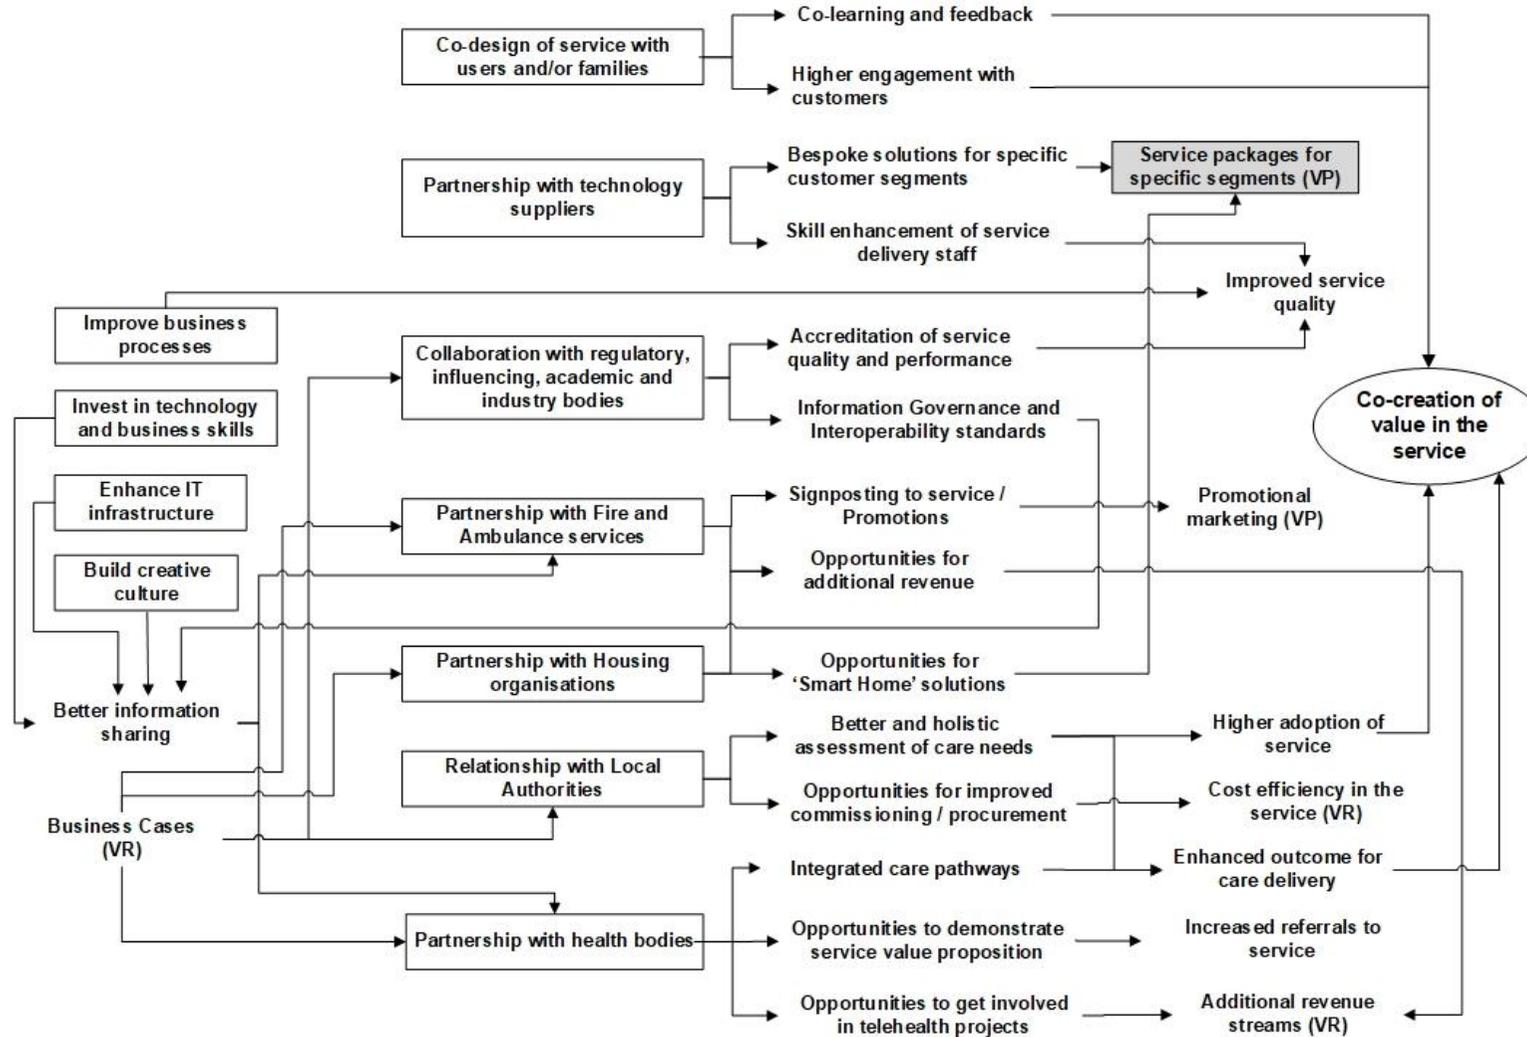 Co-learning and feedback
Co-design of service with
users and/or families
Higher engagement with
customers
Bespoke solutions for specific
customer segments
Service packages for
specific segments (VP)
Partnership with technology
suppliers
Skill enhancement of service
delivery staff
Improved service
quality
Improve business
processes
Collaboration with regulatory,
influencing, academic and
industry bodies
Accreditation of service
quality and performance
Invest in technology
and business skills
Information Governance and
Interoperability standards
Co-creation of
value in the
service
Enhance IT
infrastructure
Partnership with Fire and
Ambulance services
Signposting to service /
Promotions
Promotional
marketing (VP)
Build creative
culture
Opportunities for
additional revenue
Partnership with Housing
organisations
Opportunities for
‘Smart Home’ solutions
Better information
sharing
Better and holistic
assessment of care needs
Higher adoption of
service
Relationship with Local
Authorities
Opportunities for improved
commissioning / procurement
Cost efficiency in the
service (VR)
Business Cases
(VR)
Integrated care pathways
Enhanced outcome for
care delivery
Partnership with health bodies
Opportunities to demonstrate
service value proposition
Increased referrals to
service
Opportunities to get involved
in telehealth projects
Additional revenue
streams (VR)